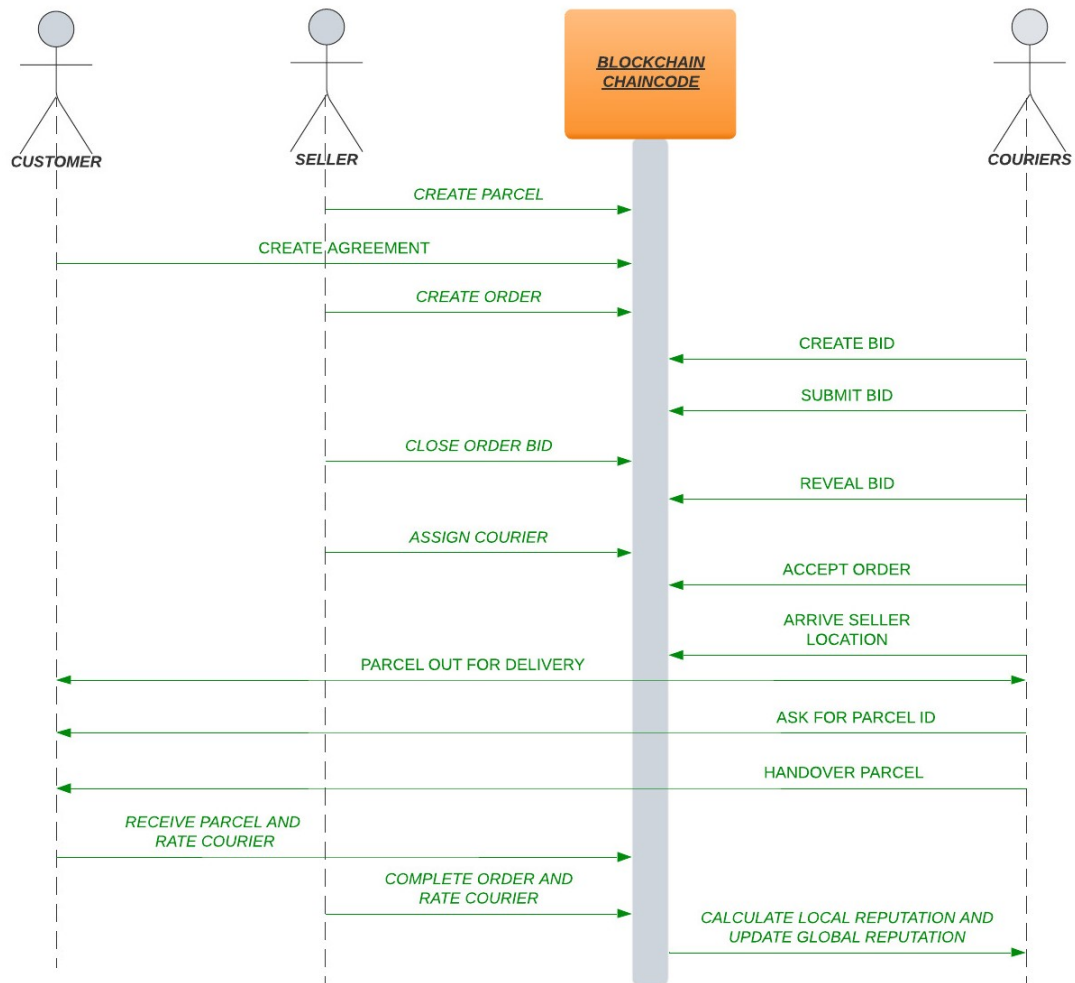 BLOCKCHAIN
CHAINCODE
CUSTOMER
SELLER
COURIERS
CREATE PARCEL
CREATE AGREEMENT
CREATE ORDER
CREATE BID
SUBMIT BID
CLOSE ORDER BID
REVEAL BID
ASSIGN COURIER
ACCEPT ORDER
ARRIVE SELLER
LOCATION
PARCEL OUT FOR DELIVERY
ASK FOR PARCEL ID
HANDOVER PARCEL
RECEIVE PARCEL AND
RATE COURIER
COMPLETE ORDER AND
RATE COURIER
CALCULATE LOCAL REPUTATION AND
UPDATE GLOBAL REPUTATION